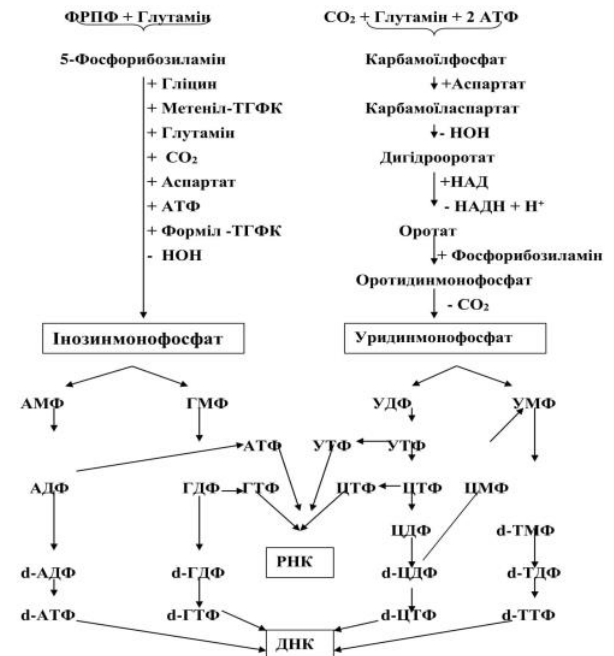 ФРПФ + Глутамін
5-Фосфорибозиламін
+ Гліцин
+ Метеніл-ТГФК
+ Глутамін
+ CO₂
+ Аспартат
+ АТФ
+ Форміл -ТГФК
- НОН
Інозинмонофосфат
CO₂ + Глутамін + 2 АТФ
Карбамоїлфосфат
+Аспартат
Карбамоїласпартат
- НОН
Дигідрооротат
+НАД
- НАДН + Н⁺
Оротат
+ Фосфорибозиламін
Оротидинмонофосфат
- CO₂
Уридинмонофосфат
АМФ ГМФ УДФ УМФ
АТФ УТФ УТФ
АДФ ГДФ ГТФ ЦТФ ЦТФ ЦМФ
ЦДФ d-ТМФ
РНК
d-АДФ d-ГДФ d-ЦДФ d-ТДФ
d-АТФ d-ГТФ d-ЦТФ d-ТТФ
ДНК